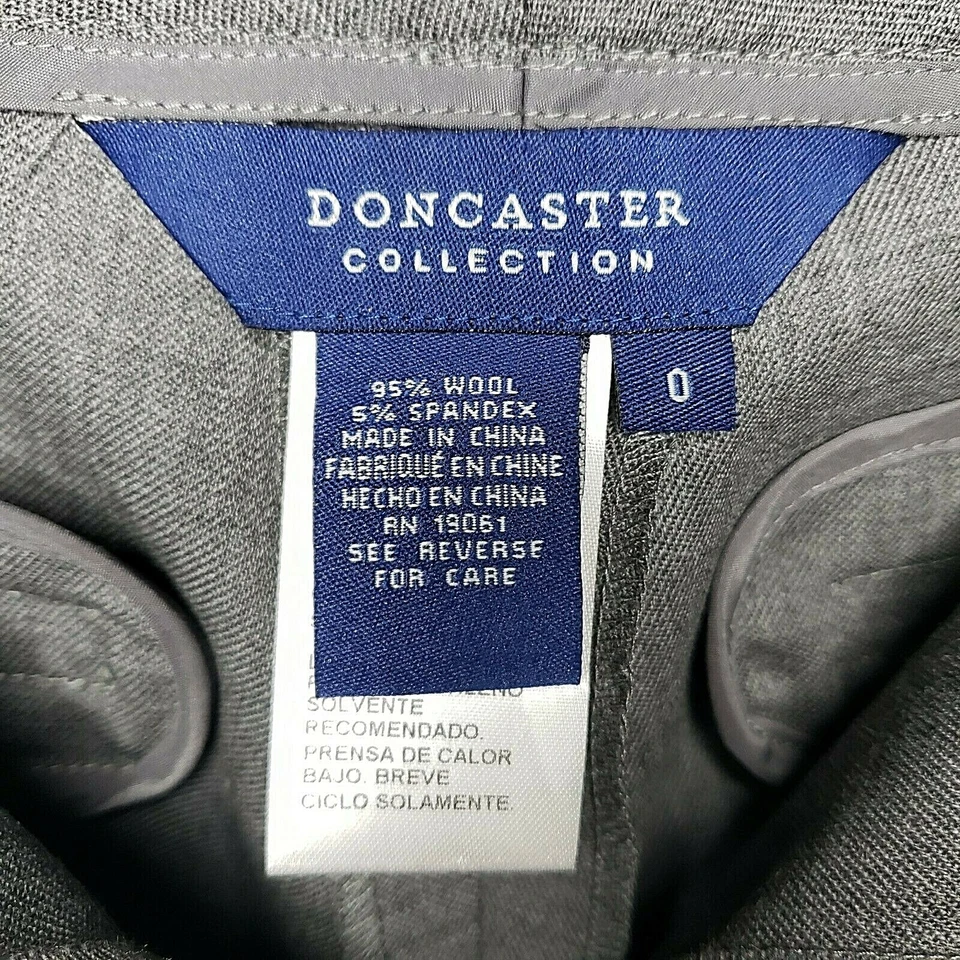 DONCASTER
COLLECTION
0
95% WOOL
5% SPANDEX
MADE IN CHINA
FABRIQUÉ EN CHINE
HECHO EN CHINA
RN 19061
SEE REVERSE
FOR CARE
SOLVENTE
RECOMENDADO.
PRENSA DE CALOR
BAJO. BREVE
CICLO SOLAMENTE.